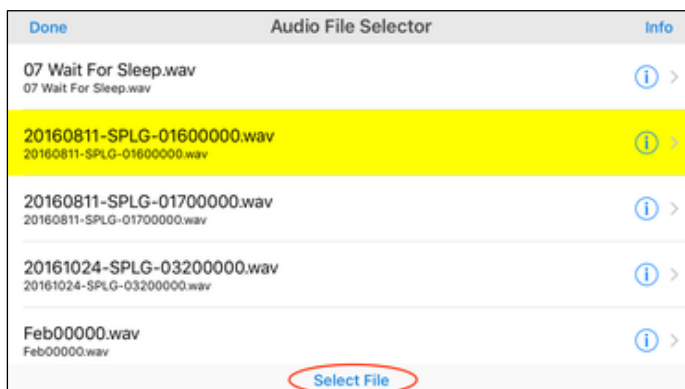 Done Audio File Selector Info
07 Wait For Sleep.wav
07 Wait For Sleep.wav
20160811-SPLG-01600000.wav
20160811-SPLG-01600000.wav
20160811-SPLG-01700000.wav
20160811-SPLG-01700000.wav
20161024-SPLG-03200000.wav
20161024-SPLG-03200000.wav
Feb00000.wav
Feb00000.wav
Select File